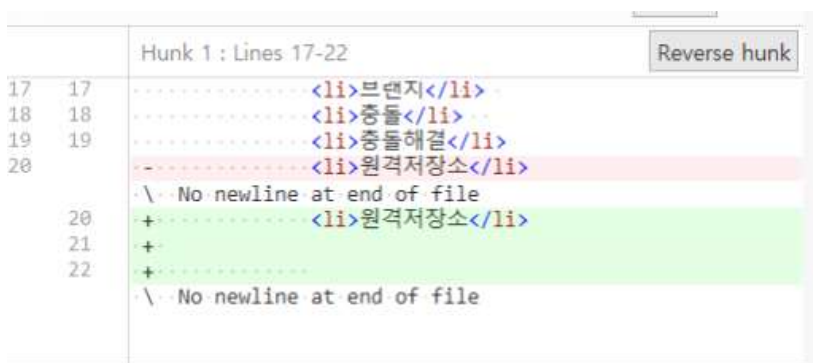 Hunk 1 : Lines 17-22 Reverse hunk
17 17 <li>브랜지</li>
18 18 <li>충돌</li>
19 19 <li>충돌해결</li>
20 - <li>원격저장소</li>
\ No newline at end of file
20 + <li>원격저장소</li>
21 +
22 +
\ No newline at end of file